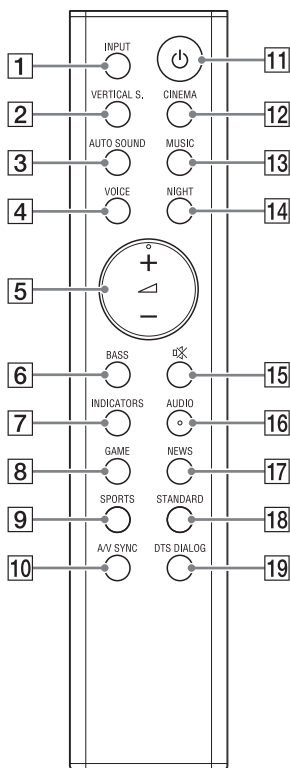 INPUT
1
11
VERTICAL S. CINEMA
2
12
AUTO SOUND MUSIC
3
13
VOICE NIGHT
4
14
+
5
−
BASS
6
15
INDICATORS AUDIO
7
16
GAME NEWS
8
17
SPORTS STANDARD
9
18
A/V SYNC DTS DIALOG
10
19